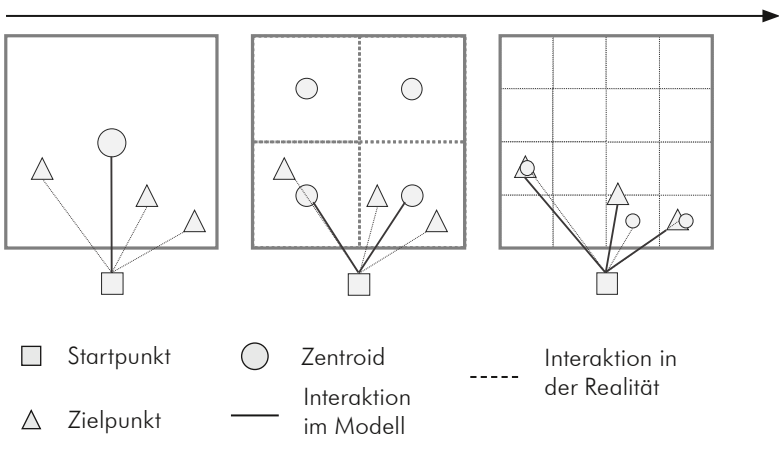 Startpunkt
Zentroid
Interaktion in
der Realität
Zielpunkt
Interaktion
im Modell